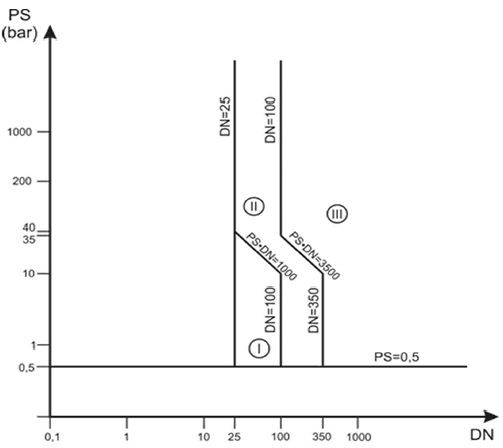 PS
(bar)
DN=25
DN=100
1000
200
II
III
40
35
PS•DN=1000
PS•DN=3500
10
DN=100
DN=350
I
1
PS=0,5
0,5
0,1
1
10
25
100
350
1000
DN